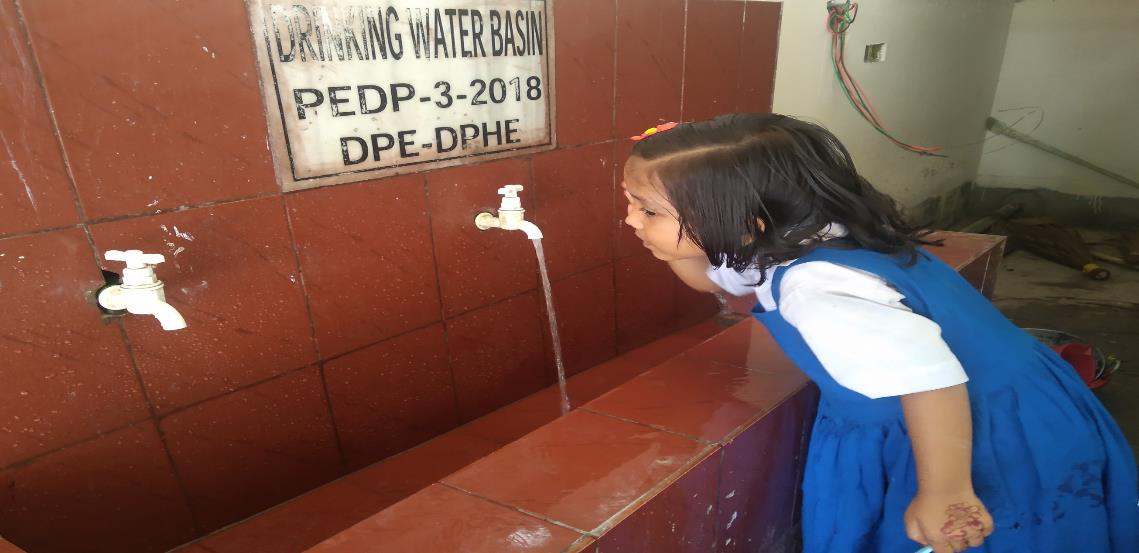 DRINKING WATER BASIN
PEDP-3-2018
DPE-DPHE